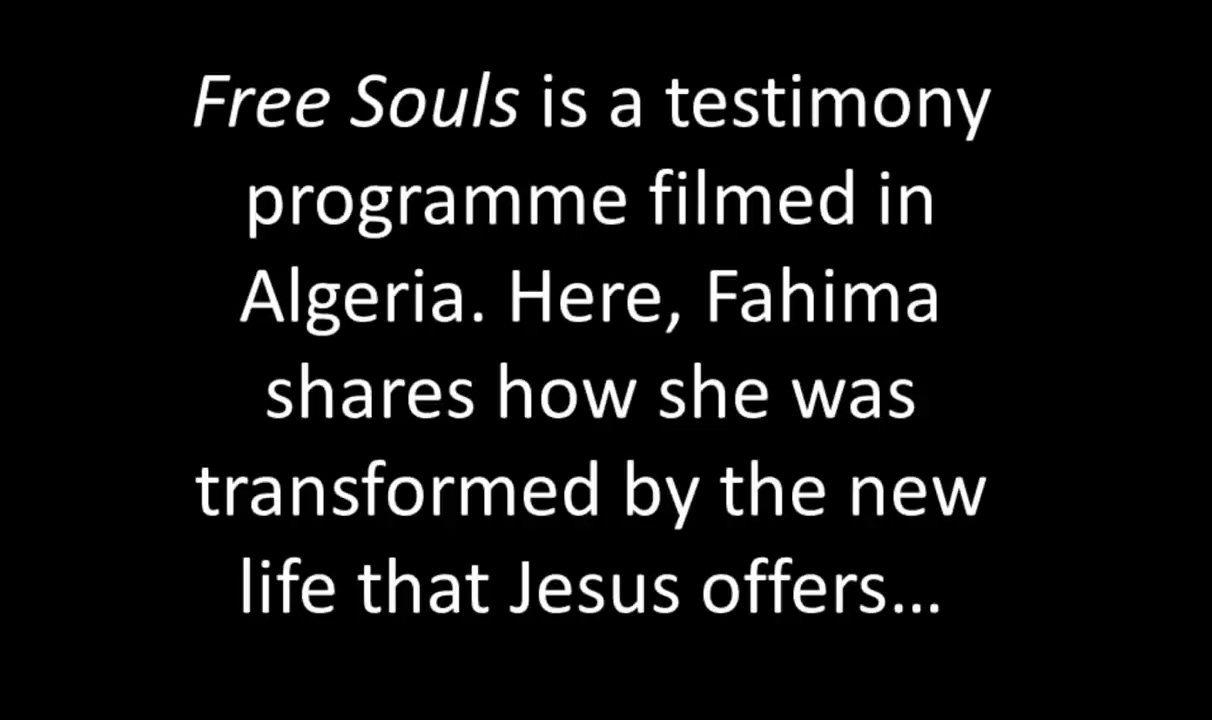 Free Souls is a testimony
programme filmed in
Algeria. Here, Fahima
shares how she was
transformed by the new
life that Jesus offers…